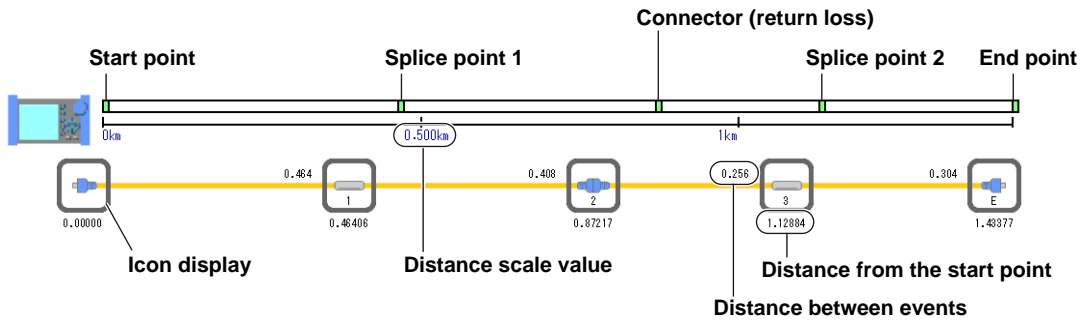 Connector (return loss)
Start point
Splice point 1
Splice point 2
End point
0km
0.500km
1km
0.464
0.408
0.256
0.304
1
2
3
E
0.00000
0.46406
0.87217
1.12884
1.43377
Icon display
Distance scale value
Distance from the start point
Distance between events